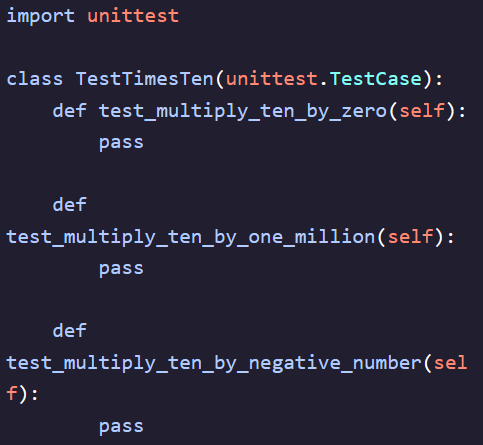 import unittest

class TestTimesTen(unittest.TestCase):
    def test_multiply_ten_by_zero(self):
        pass

    def
test_multiply_ten_by_one_million(self):
        pass

    def
test_multiply_ten_by_negative_number(sel
f):
        pass